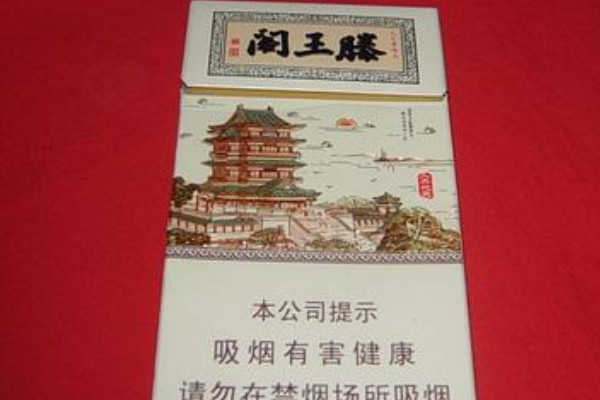 滕王阁
本公司提示
吸烟有害健康
请勿在禁烟场所吸烟